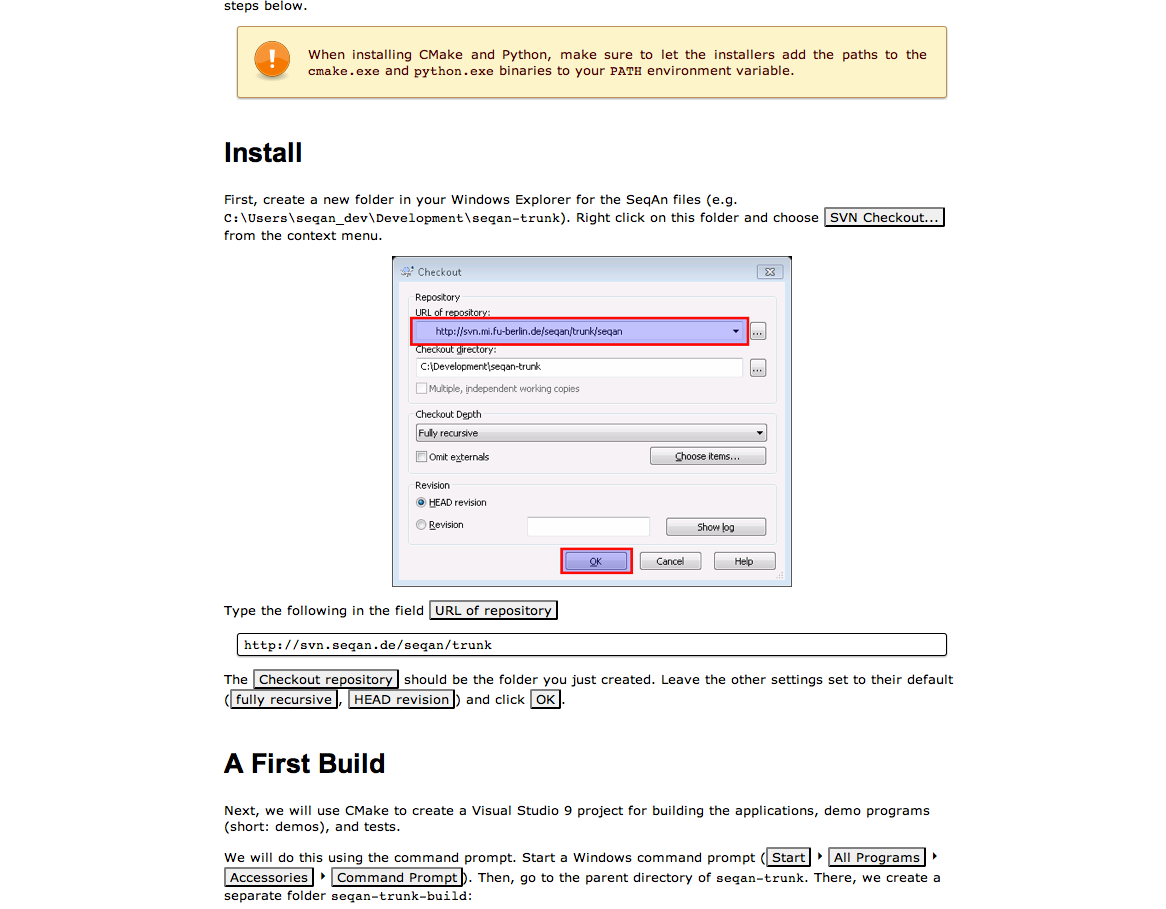 steps below.
When installing CMake and Python, make sure to let the installers add the paths to the
cmake.exe and python.exe binaries to your PATH environment variable.
Install
First, create a new folder in your Windows Explorer for the SeqAn files (e.g.
C:\Users\seqan_dev\Development\seqan-trunk). Right click on this folder and choose SVN Checkout...
from the context menu.
Checkout
Repository
URL of repository:
http://svn.mi.fu-berlin.de/seqan/trunk/seqan
...
Checkout directory:
C:\Development\seqan-trunk
...
Multiple, independent working copies
Checkout Depth
Fully recursive
Omit externals
Choose items...
Revision
HEAD revision
Revision
Show log
OK Cancel Help
Type the following in the field URL of repository
http://svn.seqan.de/seqan/trunk
The Checkout repository should be the folder you just created. Leave the other settings set to their default
(fully recursive, HEAD revision) and click OK.
A First Build
Next, we will use CMake to create a Visual Studio 9 project for building the applications, demo programs
(short: demos), and tests.
We will do this using the command prompt. Start a Windows command prompt (Start ‣ All Programs ‣
Accessories ‣ Command Prompt). Then, go to the parent directory of seqan-trunk. There, we create a
separate folder seqan-trunk-build: